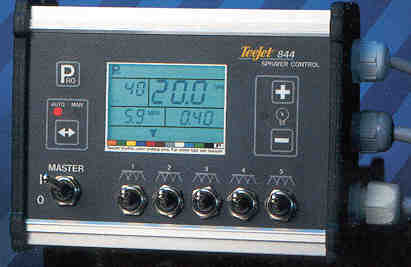 TeeJet 844
SPRAYER CONTROL
P
RO
P
40 20.0
5.9 0.40
AUTO MAN
MASTER
I
0
1 2 3 4 5
+
−